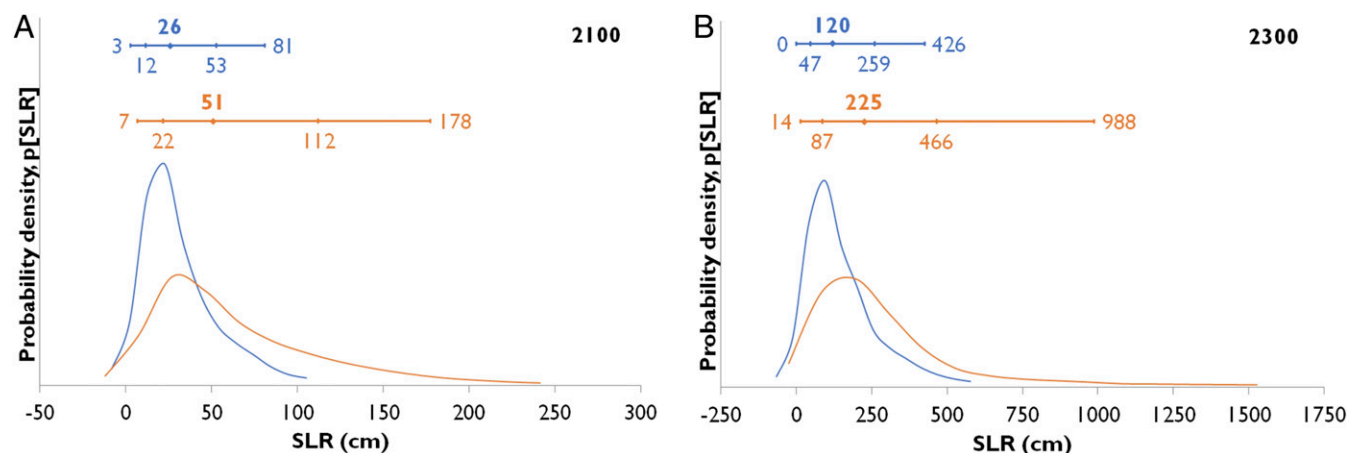 A
2100
26
3 81
12 53
51
7 178
22 112
Probability density, p[SLR]
-50 0 50 100 150 200 250 300
SLR (cm)
B
2300
120
0 426
47 259
225
14 988
87 466
Probability density, p[SLR]
-250 0 250 500 750 1000 1250 1500 1750
SLR (cm)